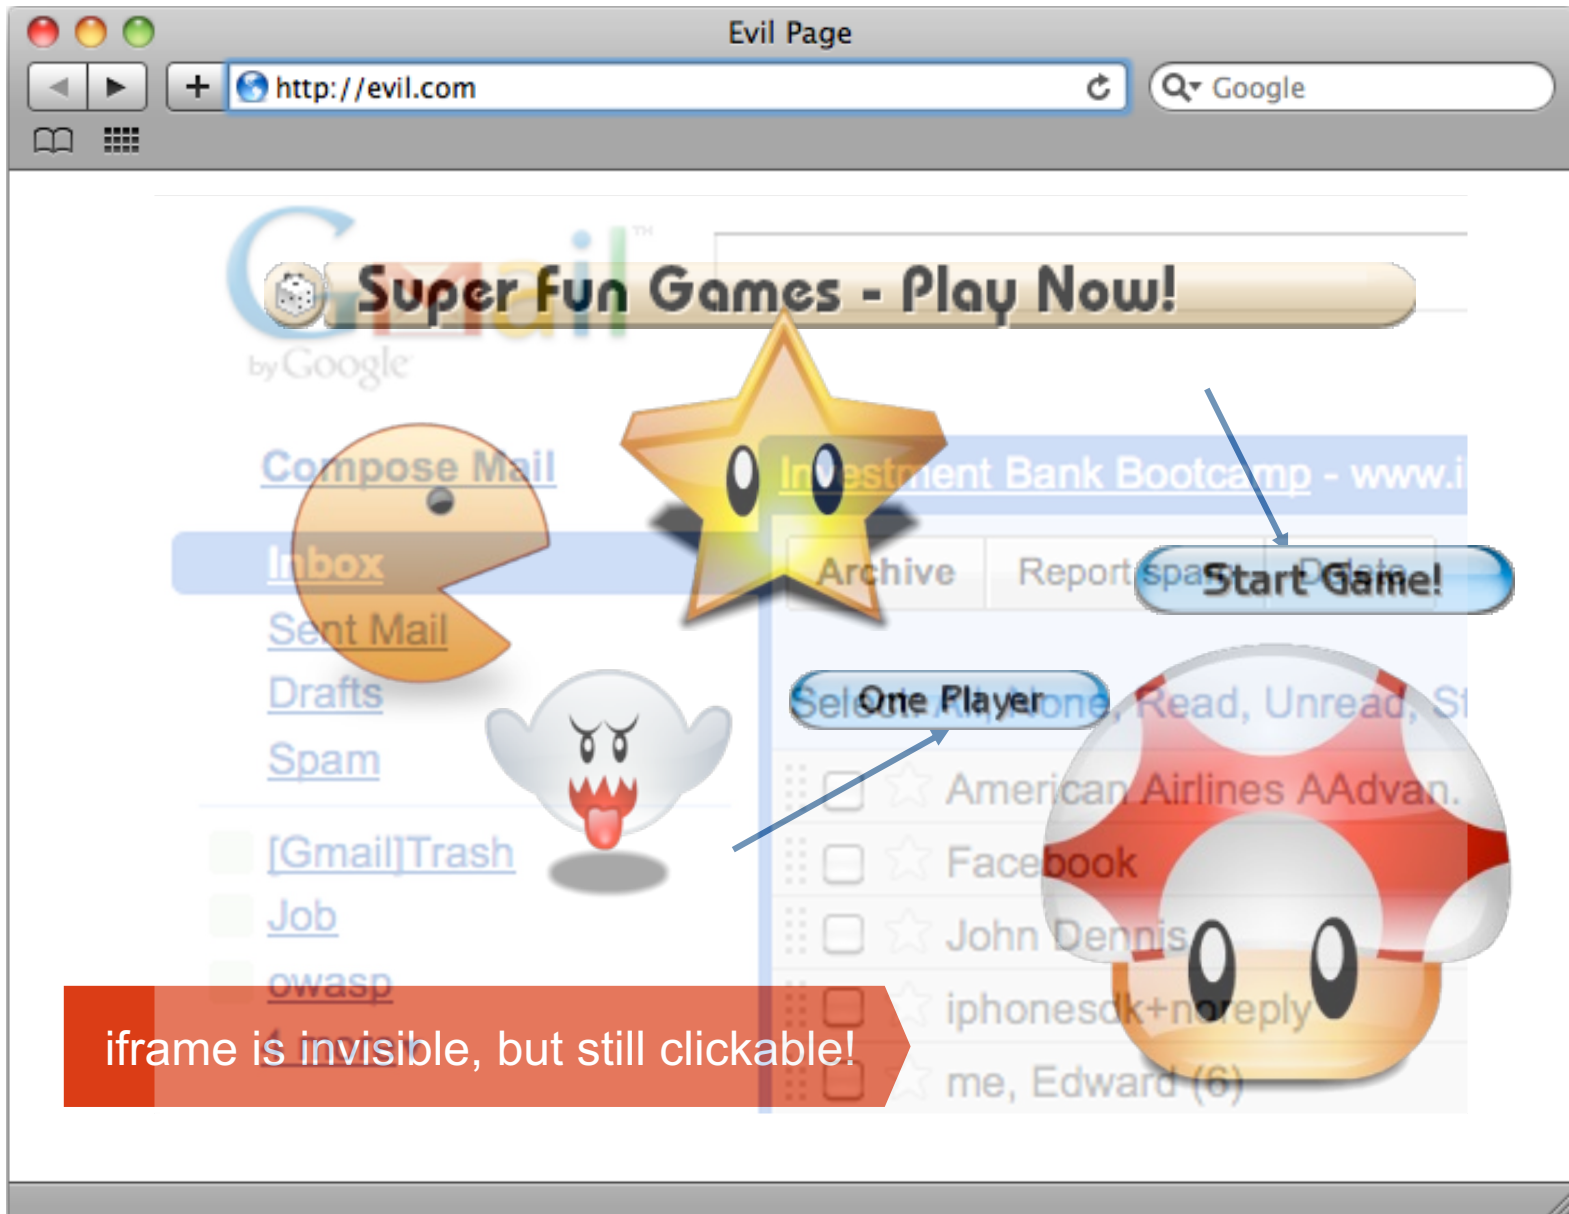 Evil Page
http://evil.com
Google
Gmail™
by Google
Super Fun Games - Play Now!
Compose Mail
Investment Bank Bootcamp - www.i
Inbox
Archive
Report spam
Delete
Start Game!
Sent Mail
Drafts
One Player
Select: All, None, Read, Unread, St
Spam
American Airlines AAdvan.
[Gmail]Trash
Facebook
Job
John Dennis
owasp
iphonesdk+noreply
iframe is invisible, but still clickable!
4 more
me, Edward (6)